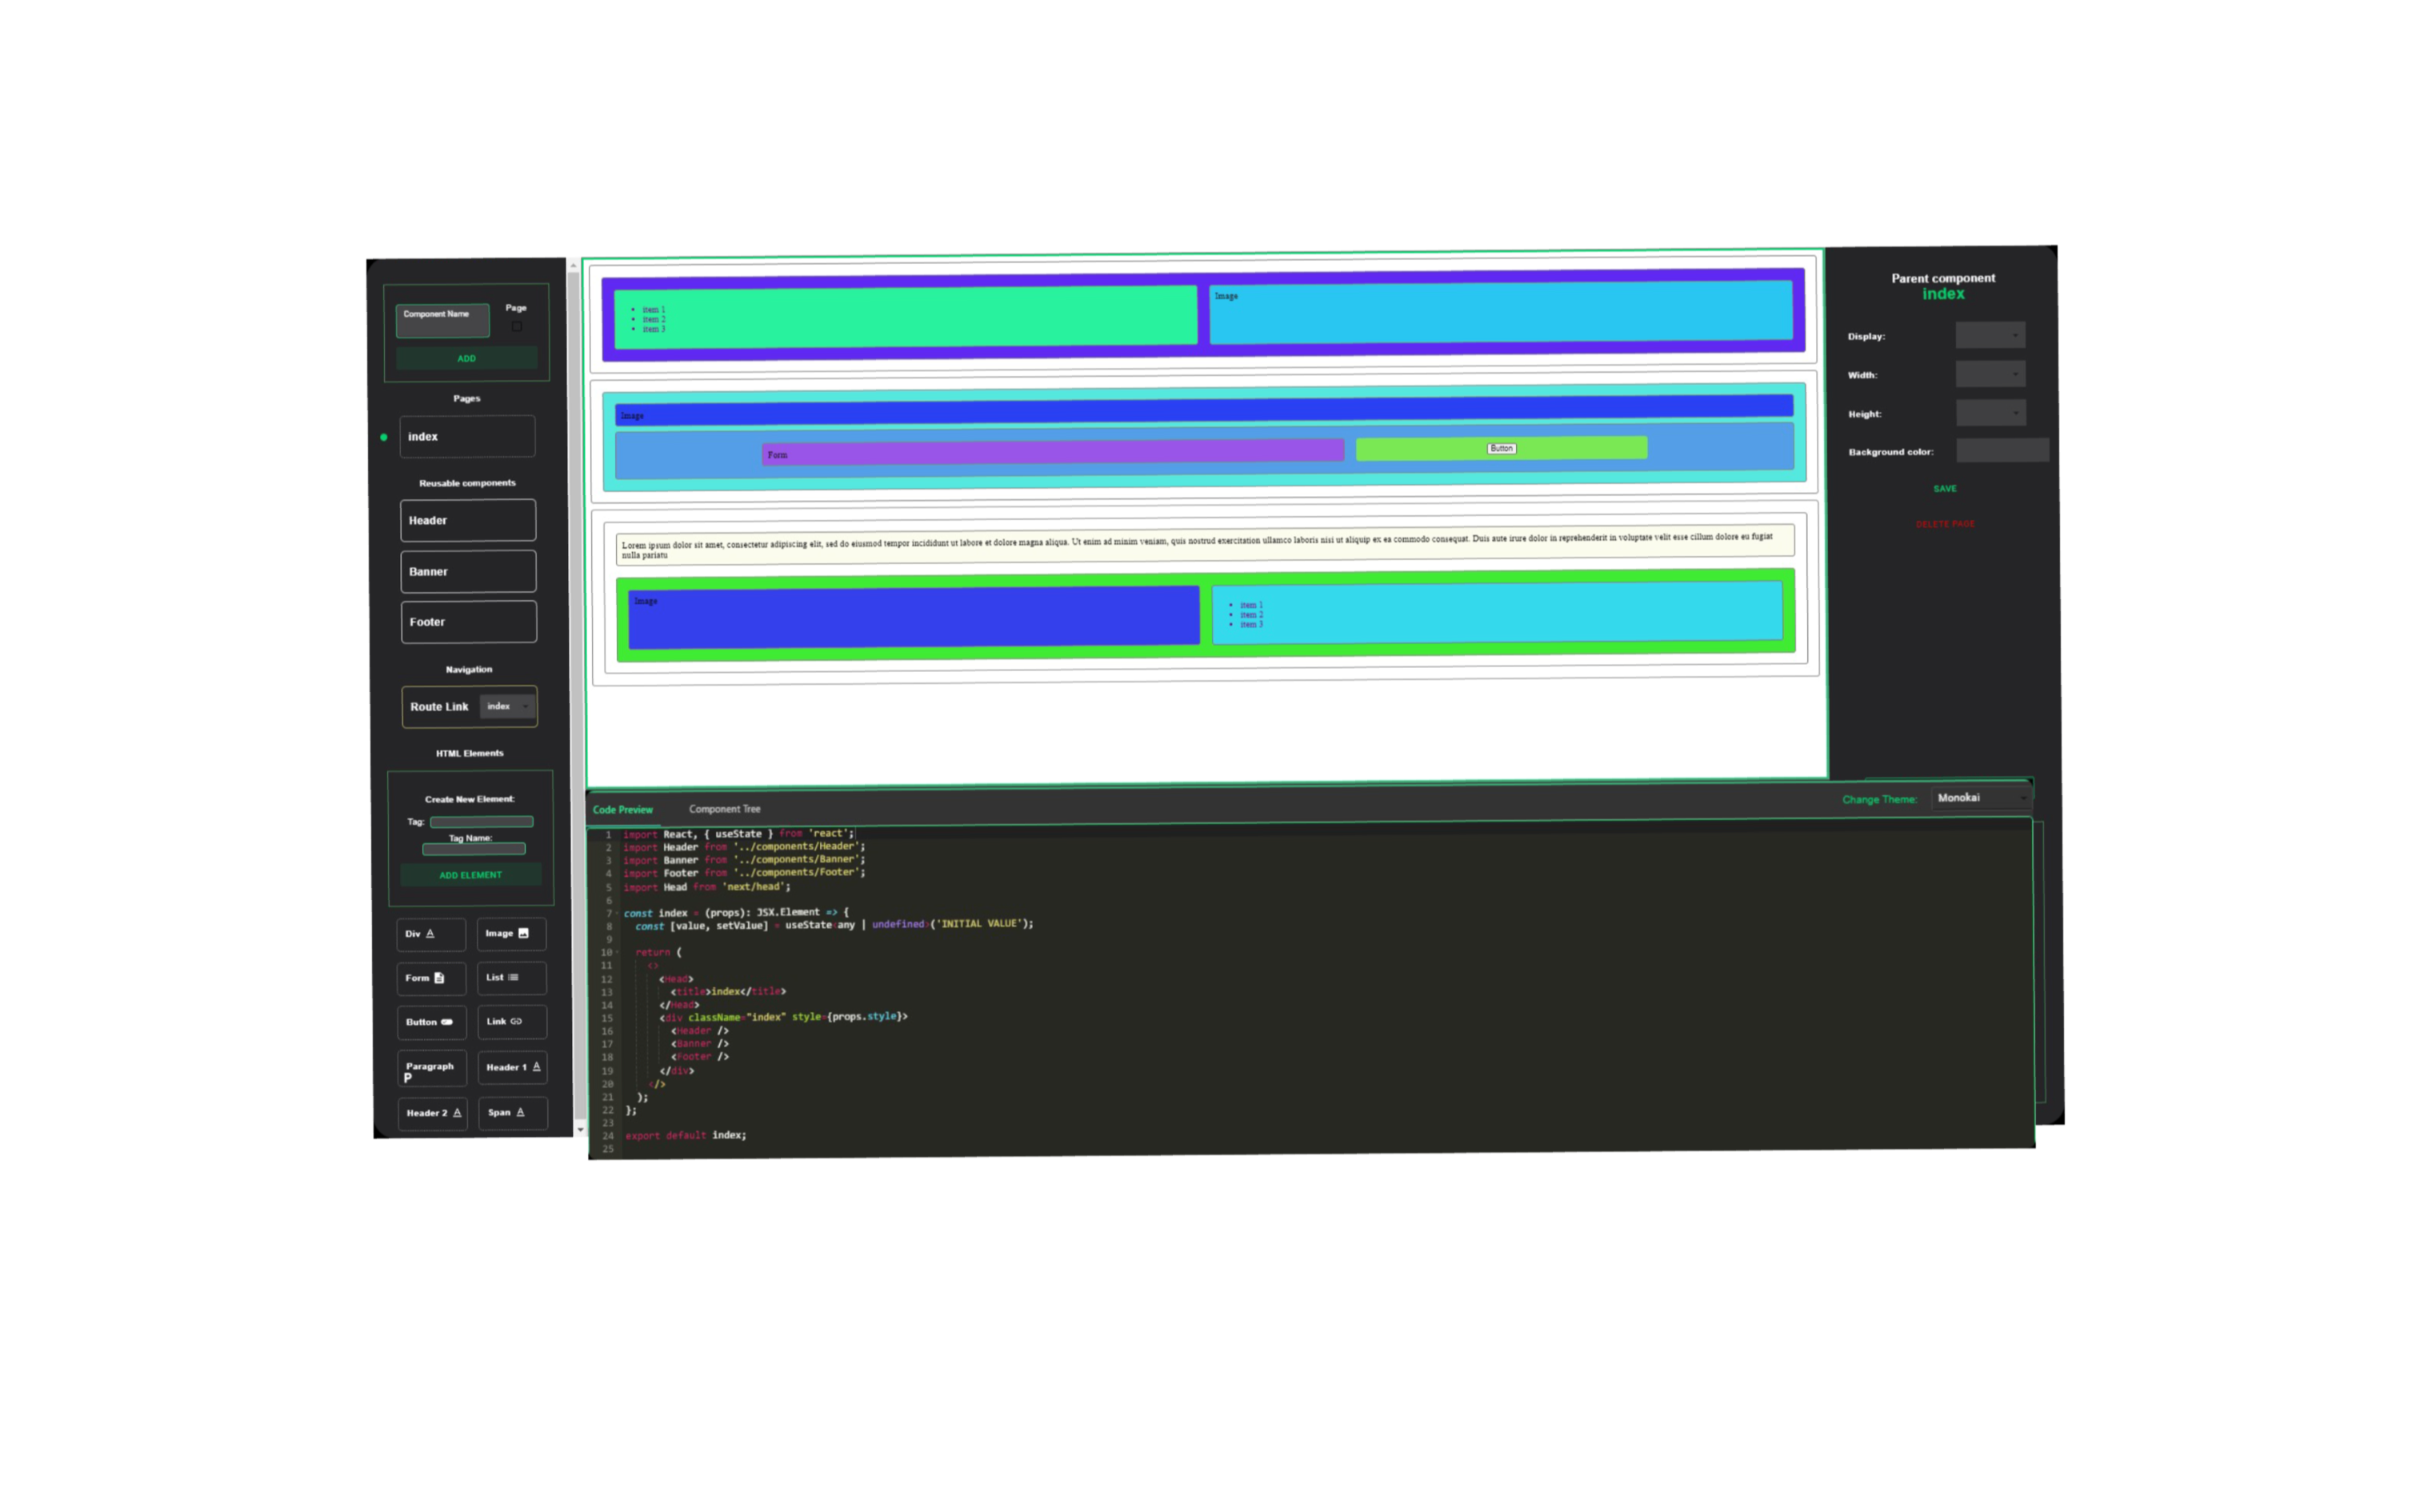 Component Name
Page
ADD
Pages
index
Reusable components
Header
Banner
Footer
Navigation
Route Link index
HTML Elements
Create New Element:
Tag:
Tag Name:
ADD ELEMENT
Div Image
Form List
Button Link
Paragraph P Header 1
Header 2 Span
item 1
item 2
item 3
Image
Image
Form
Button
Lorem ipsum dolor sit amet, consectetur adipiscing elit, sed do eiusmod tempor incididunt ut labore et dolore magna aliqua. Ut enim ad minim veniam, quis nostrud exercitation ullamco laboris nisi ut aliquip ex ea commodo consequat. Duis aute irure dolor in reprehenderit in voluptate velit esse cillum dolore eu fugiat
nulla pariatu
Image
item 1
item 2
item 3
Parent component
index
Display:
Width:
Height:
Background color:
SAVE
DELETE PAGE
Code Preview Component Tree Change Theme: Monokai
1 import React, { useState } from 'react';
2 import Header from '../components/Header';
3 import Banner from '../components/Banner';
4 import Footer from '../components/Footer';
5 import Head from 'next/head';
6
7 const index = (props): JSX.Element => {
8 const [value, setValue] = useState<any | undefined>('INITIAL VALUE');
9
10 return (
11 <>
12 <Head>
13 <title>index</title>
14 </Head>
15 <div className="index" style={props.style}>
16 <Header />
17 <Banner />
18 <Footer />
19 </div>
20 </>
21 );
22 };
23
24 export default index;
25